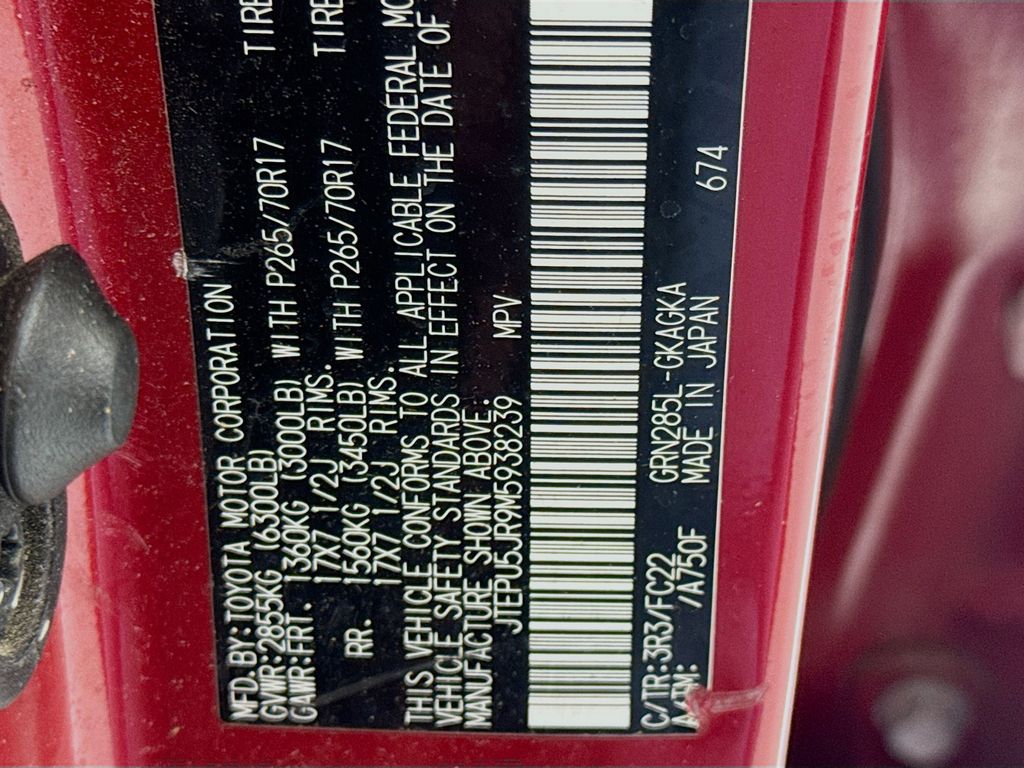 MFD. BY: TOYOTA MOTOR CORPORATION
GVWR: 2855KG (6300LB)
GAWR: FRT. 1360KG (3000LB) WITH P265/70R17 TIRE
17X7 1/2J RIMS.
RR. 1560KG (3450LB) WITH P265/70R17 TIRE
17X7 1/2J RIMS.
THIS VEHICLE CONFORMS TO ALL APPLICABLE FEDERAL MO
VEHICLE SAFETY STANDARDS IN EFFECT ON THE DATE OF
MANUFACTURE SHOWN ABOVE.
JTEPU5JR9M5938239 MPV
C/TR: 3R3/FC22 GRN285L-GKAGKA
/A750F MADE IN JAPAN 674